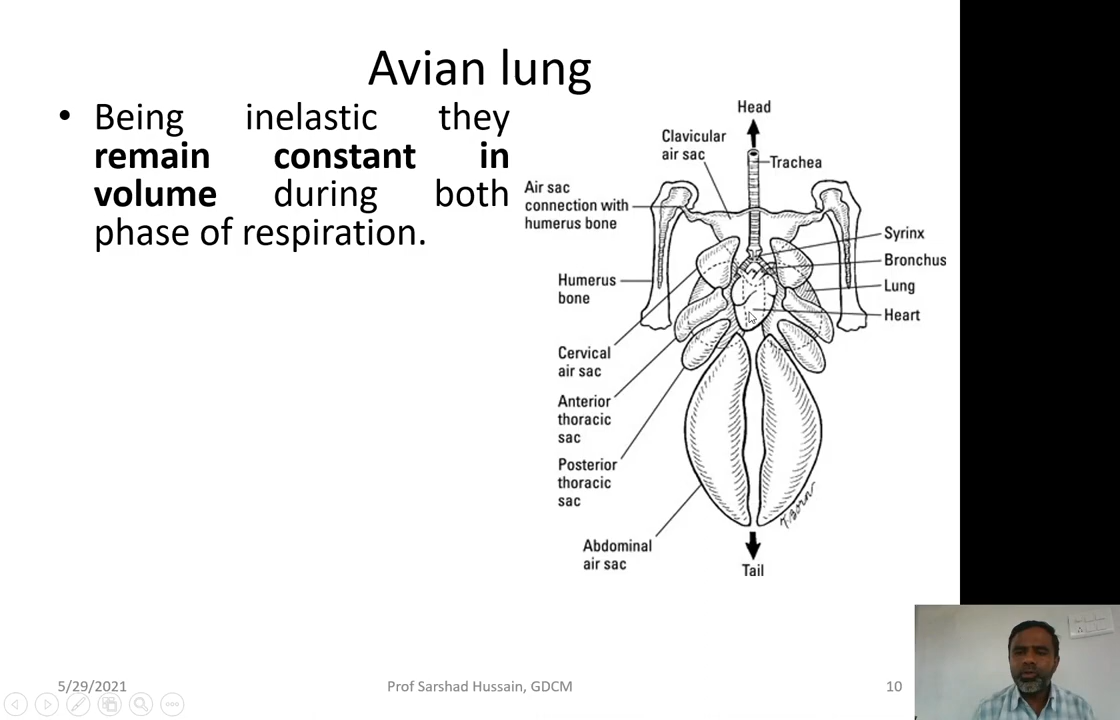 Avian lung
• Being inelastic they
remain constant in
volume during both
phase of respiration.
Head
Clavicular
air sac
Trachea
Air sac
connection with
humerus bone
Syrinx
Bronchus
Humerus
bone
Lung
Heart
Cervical
air sac
Anterior
thoracic
sac
Posterior
thoracic
sac
K Born
Abdominal
air sac
Tail
5/29/2021
Prof Sarshad Hussain, GDCM
10